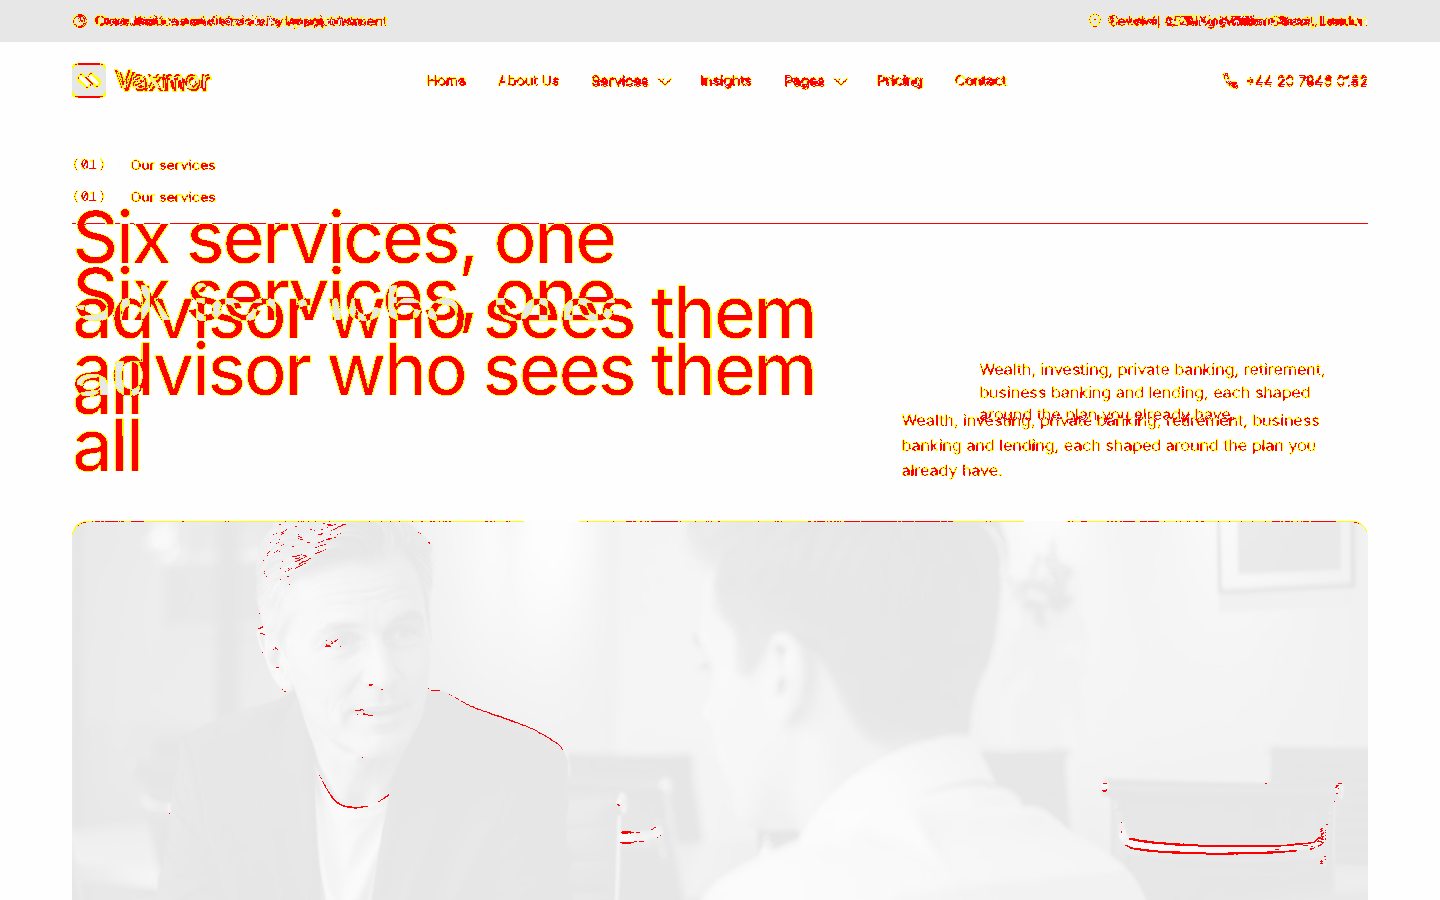 Vaxmor
Home
About Us
Services
Insights
Pages
Pricing
Contact
+44 20 7946 0182
(01) Our services
(01) Our services
Six services, one
Six services, one
advisor who sees them
advisor who sees them
all
all
Wealth, investing, private banking, retirement,
business banking and lending, each shaped
around the plan you already have.
Wealth, investing, private banking, retirement, business
banking and lending, each shaped around the plan you
already have.